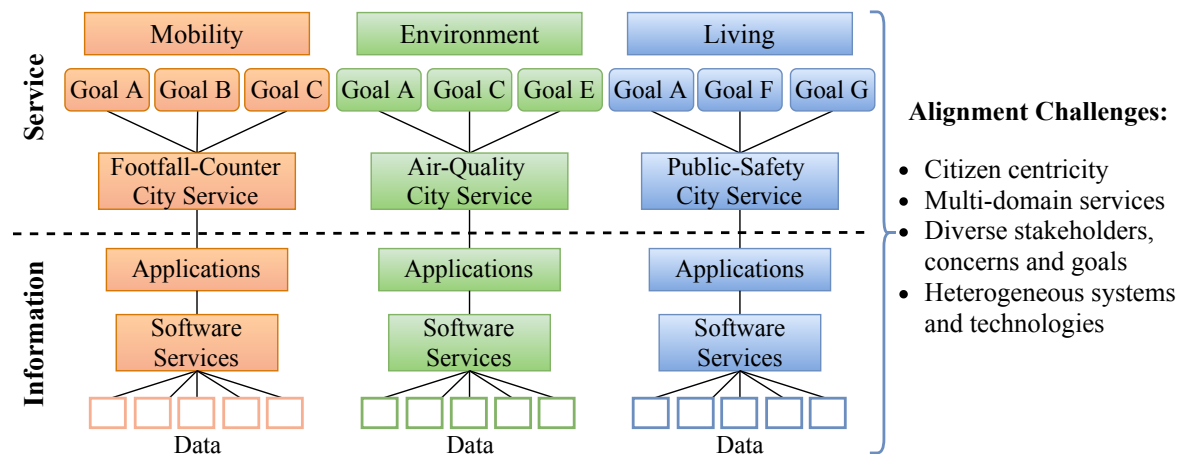 Service
Mobility
Environment
Living
Goal A
Goal B
Goal C
Goal A
Goal C
Goal E
Goal A
Goal F
Goal G
Footfall-Counter
City Service
Air-Quality
City Service
Public-Safety
City Service
Information
Applications
Applications
Applications
Software
Services
Software
Services
Software
Services
Data
Data
Data
Alignment Challenges:
• Citizen centricity
• Multi-domain services
• Diverse stakeholders,
concerns and goals
• Heterogeneous systems
and technologies